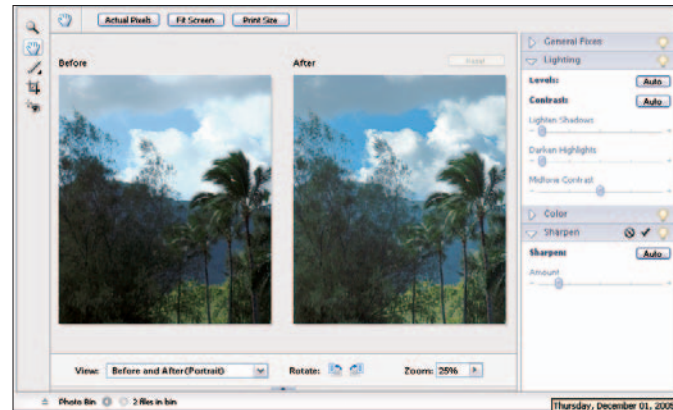 Actual Pixels Fit Screen Print Size
Before
After
Reset
General Fixes
Lighting
Levels: Auto
Contrast: Auto
Lighten Shadows
Darken Highlights
Midtone Contrast
Color
Sharpen
Sharpen: Auto
Amount
View: Before and After(Portrait) Rotate: Zoom: 25%
Photo Bin 2 files in bin
Thursday, December 01, 2005